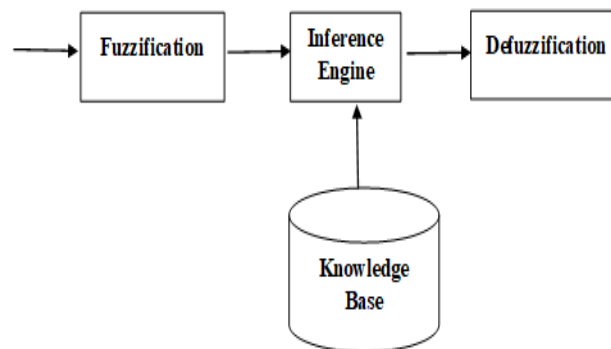 Fuzzification
Inference
Engine
Defuzzification
Knowledge
Base